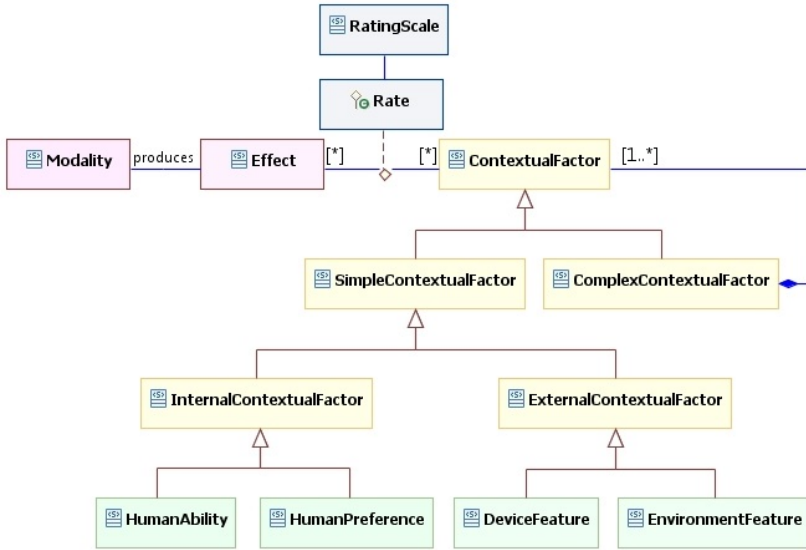 RatingScale
Rate
Modality
produces
Effect
[*]
[*]
ContextualFactor
[1..*]
SimpleContextualFactor
ComplexContextualFactor
InternalContextualFactor
ExternalContextualFactor
HumanAbility
HumanPreference
DeviceFeature
EnvironmentFeature